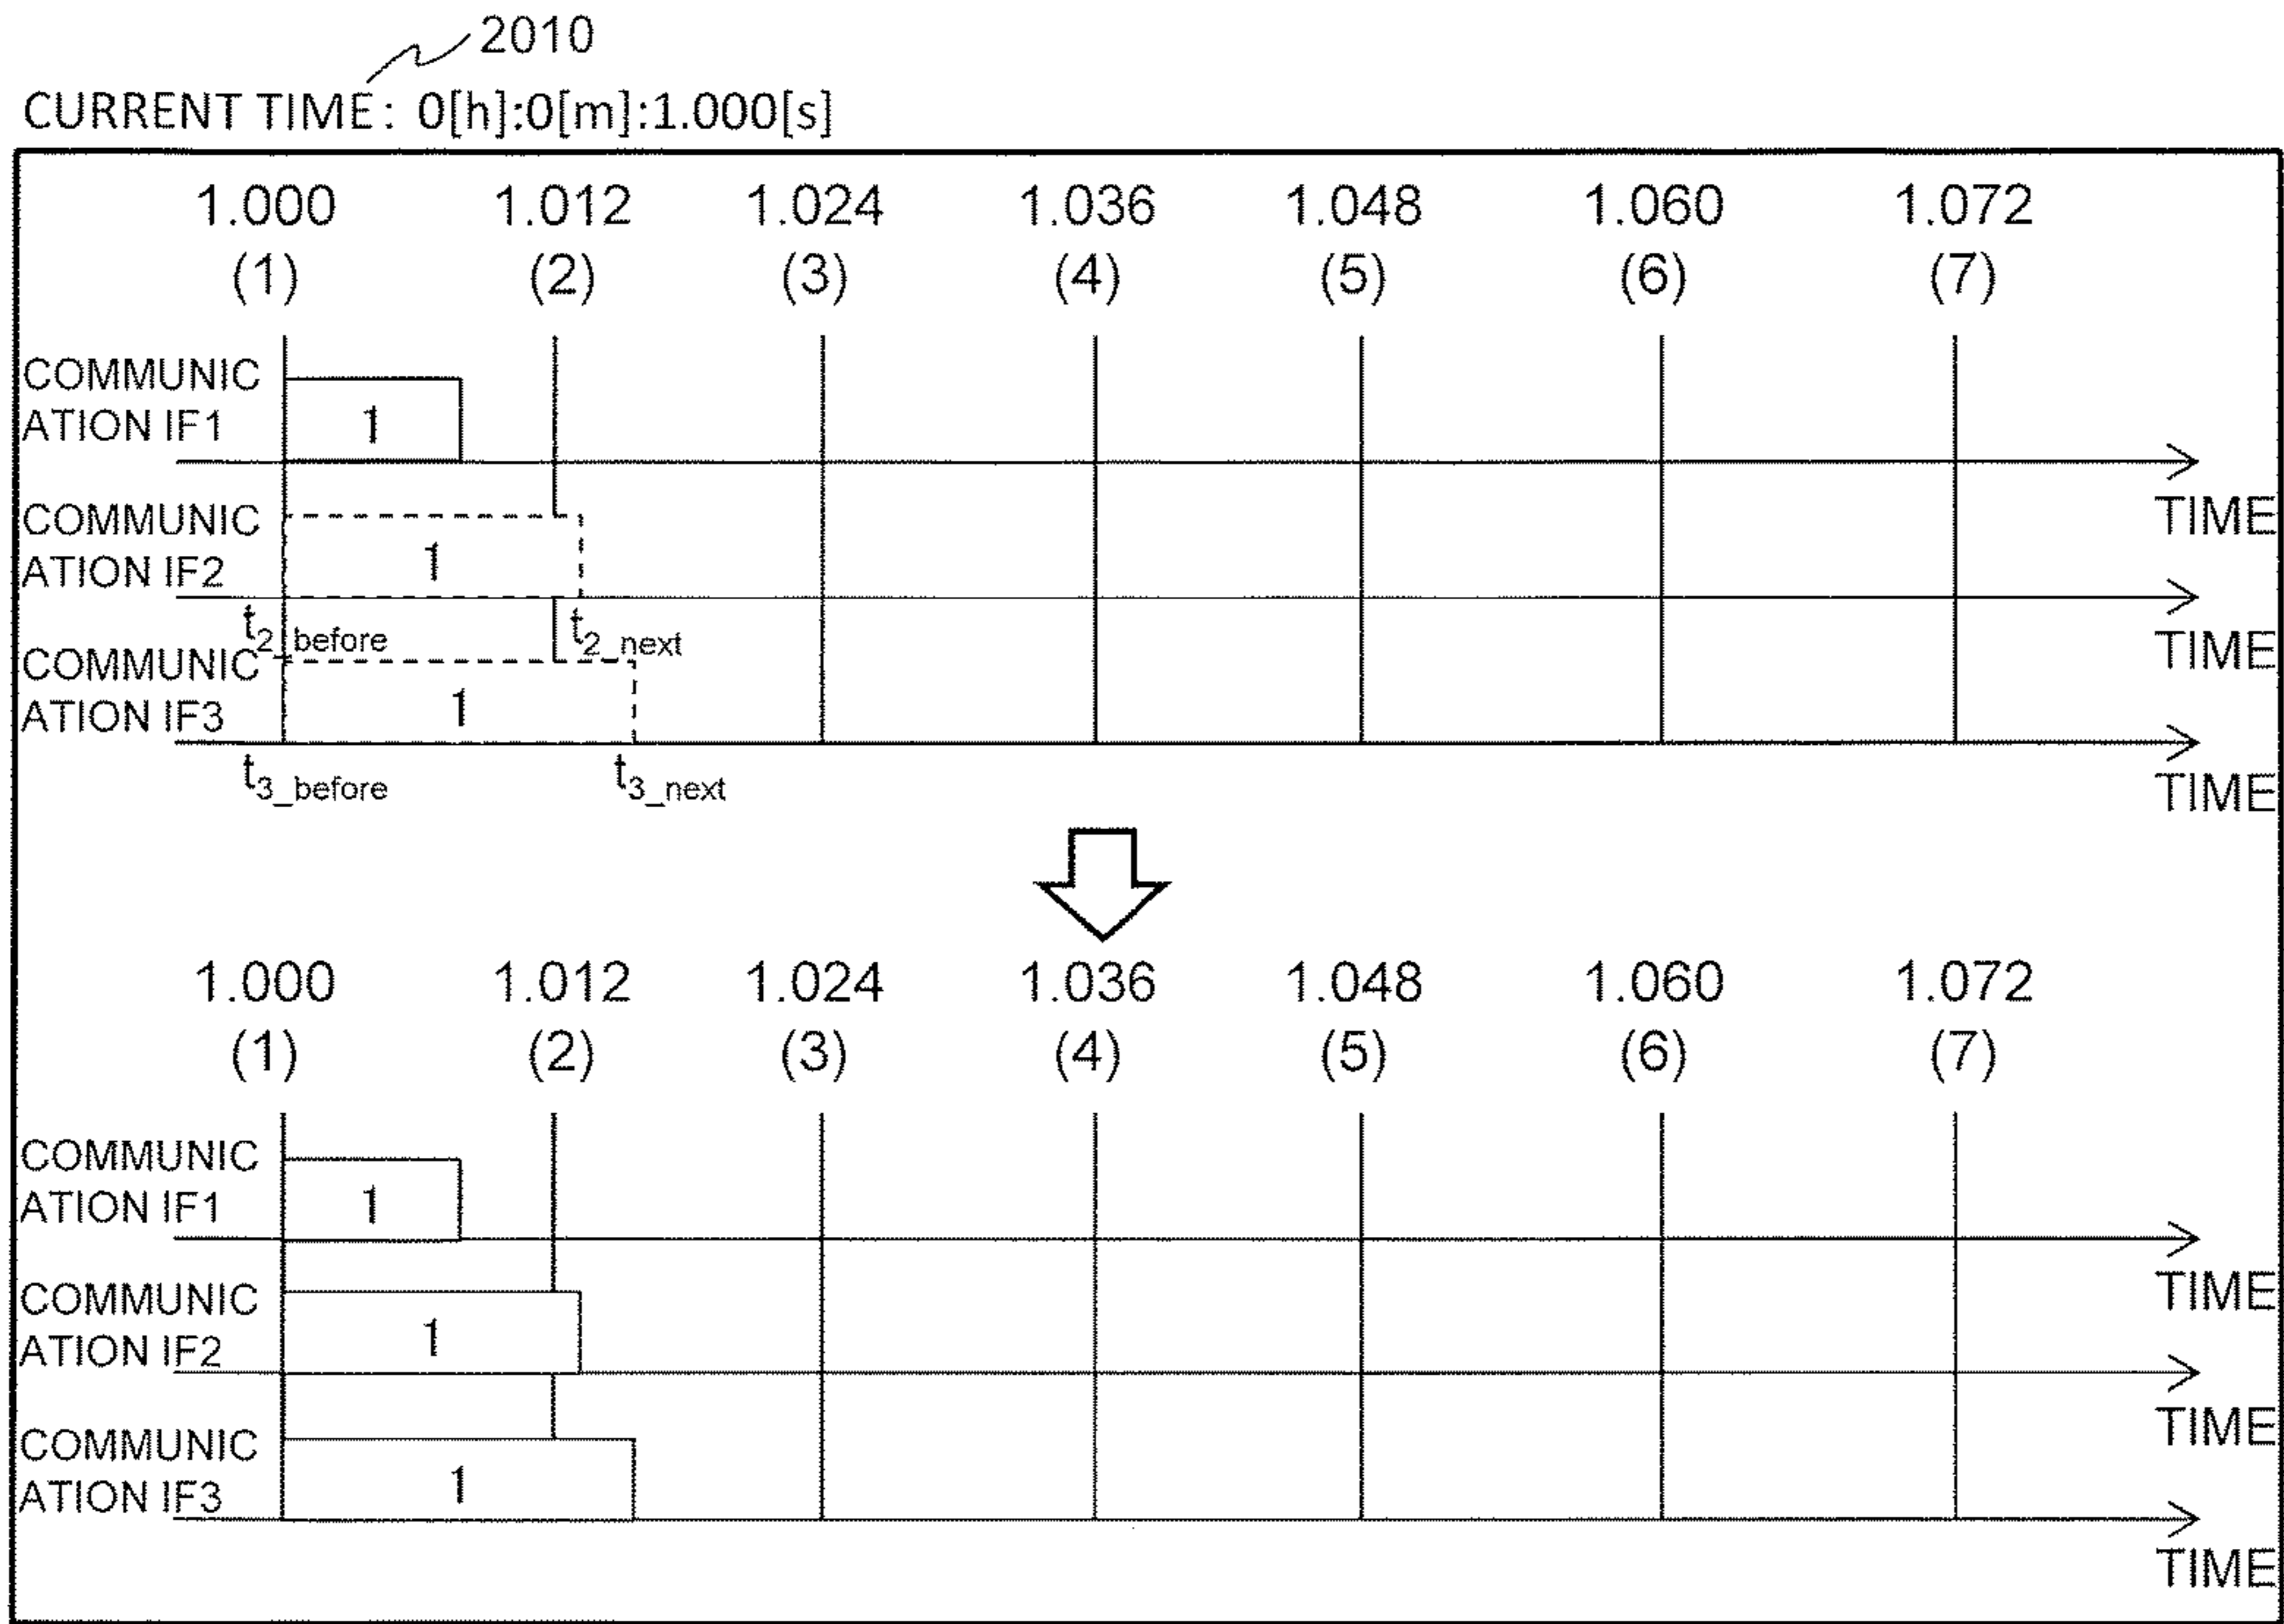 2010
CURRENT TIME: 0[h]:0[m]:1.000[s]
1.000 1.012 1.024 1.036 1.048 1.060 1.072
(1) (2) (3) (4) (5) (6) (7)
COMMUNIC
ATION IF1
1
TIME
COMMUNIC
ATION IF2
1
t2_before t2_next
TIME
COMMUNIC
ATION IF3
1
t3_before t3_next
TIME
1.000 1.012 1.024 1.036 1.048 1.060 1.072
(1) (2) (3) (4) (5) (6) (7)
COMMUNIC
ATION IF1
1
TIME
COMMUNIC
ATION IF2
1
TIME
COMMUNIC
ATION IF3
1
TIME